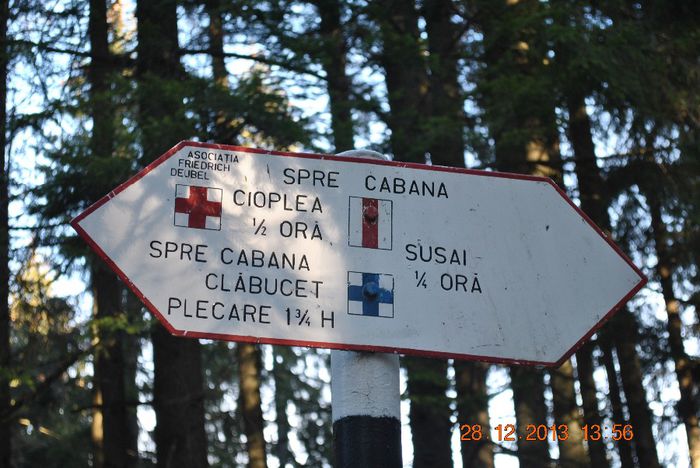 ASOCIAȚIA
FRIEDRICH
DEUBEL
SPRE CABANA
CIOPLEA
½ ORĂ
SPRE CABANA
CLĂBUCET
PLECARE 1¾ H
SUSAI
¼ ORĂ
28.12.2013 13:56